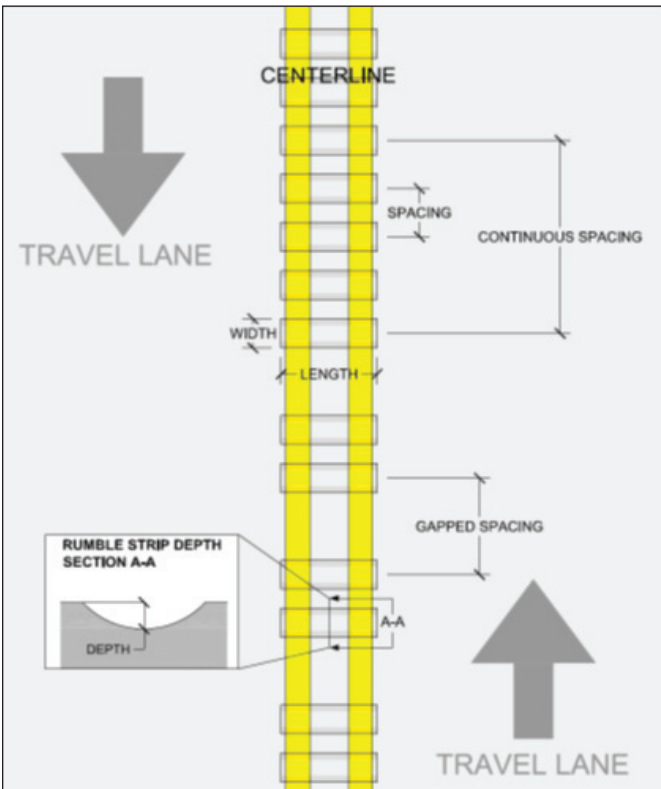 CENTERLINE
TRAVEL LANE
SPACING
CONTINUOUS SPACING
WIDTH
LENGTH
GAPPED SPACING
RUMBLE STRIP DEPTH
SECTION A-A
DEPTH
A-A
TRAVEL LANE